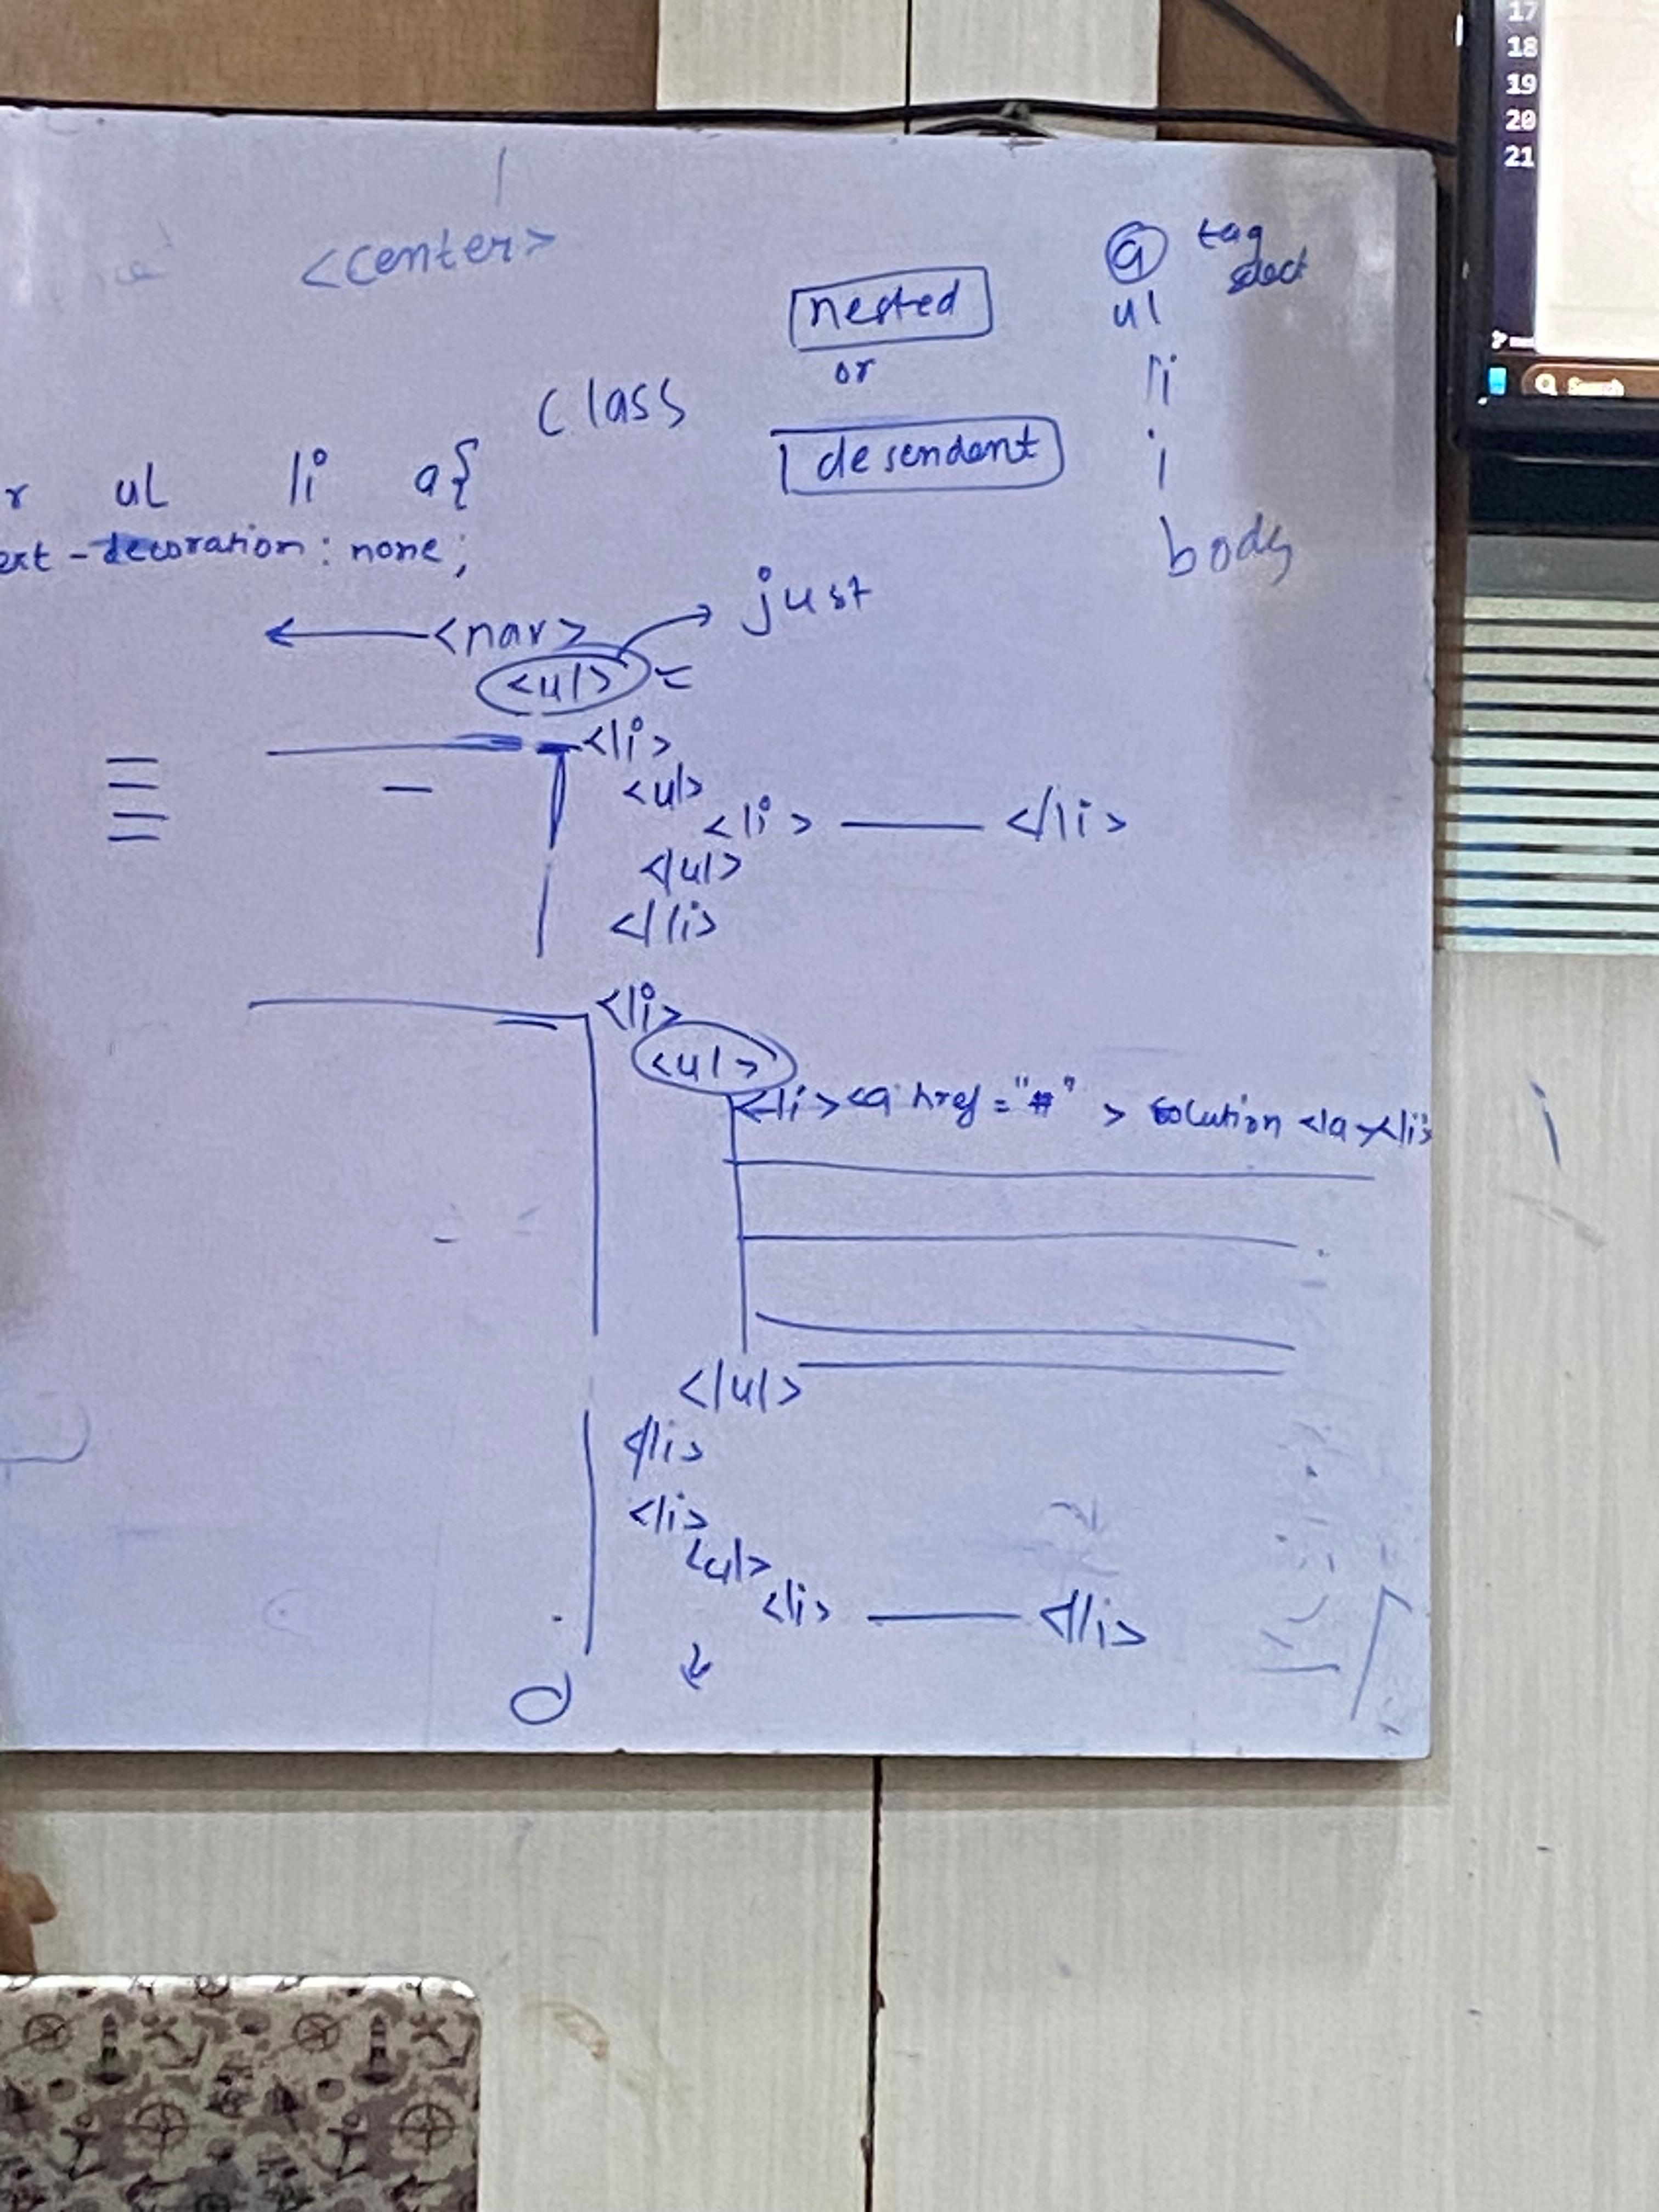 17
18
19
20
21
Search
<center>
a tag
ul
li
i
body
nested
or
desendent
class
r ul li a{
ext-decoration: none;
<nav>
just
<ul>
<li>
<ul>
<li> </li>
</ul>
</li>
<li>
<ul>
<li><a href="#"> solution </a></li>
</ul>
</li>
<li>
<ul>
<li> </li>